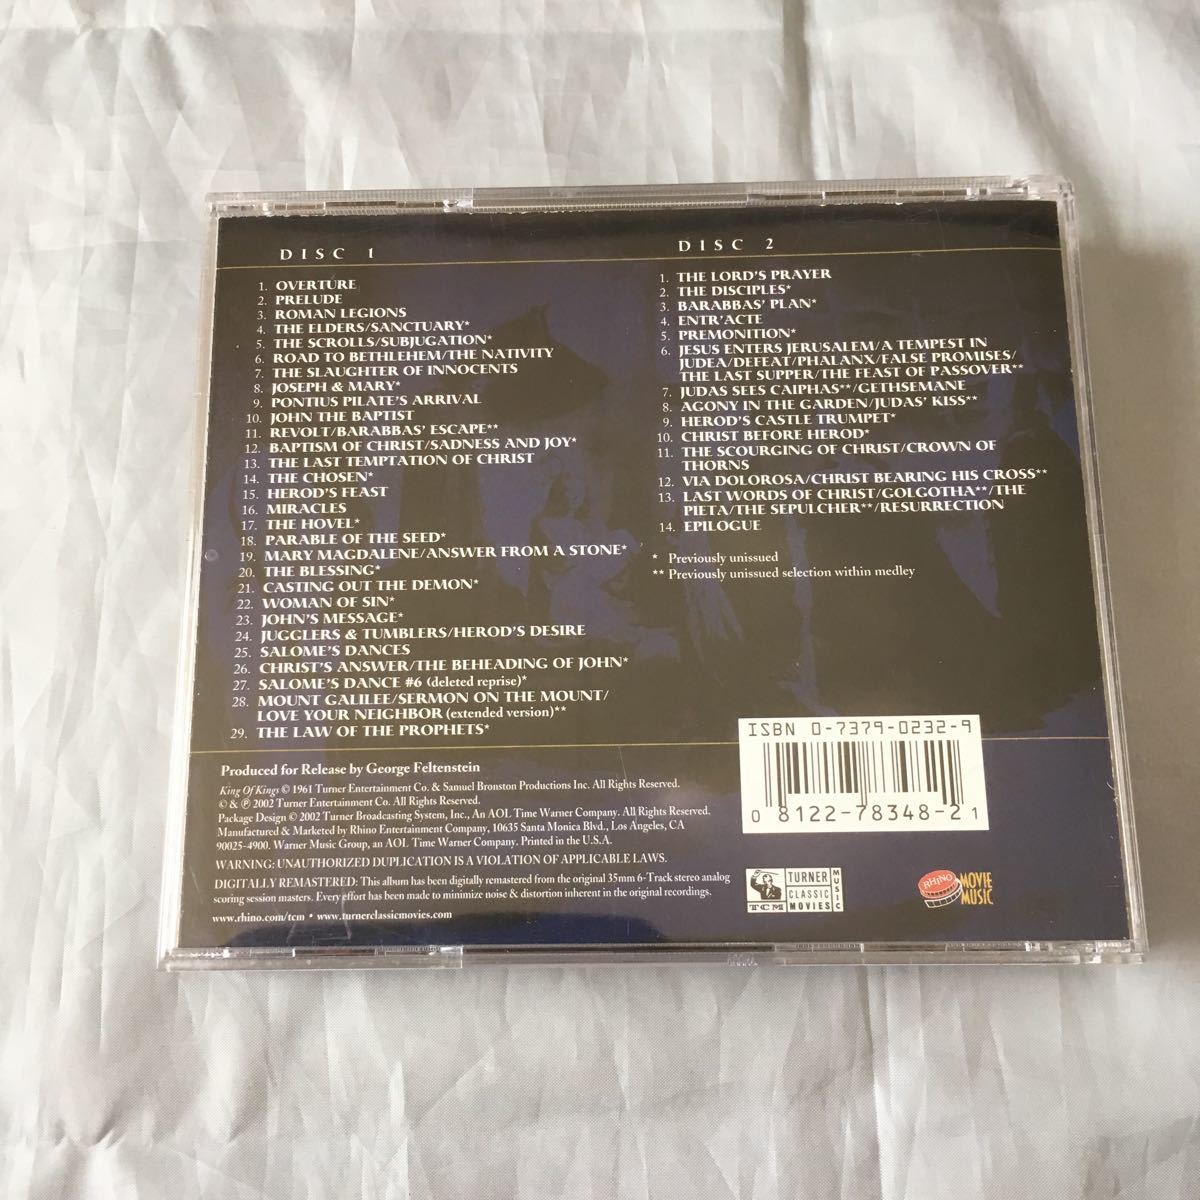 DISC 1
1. OVERTURE
2. PRELUDE
3. ROMAN LEGIONS
4. THE ELDERS/SANCTUARY*
5. THE SCROLLS/SUBJUGATION*
6. ROAD TO BETHLEHEM/THE NATIVITY
7. THE SLAUGHTER OF INNOCENTS
8. JOSEPH & MARY*
9. PONTIUS PILATE'S ARRIVAL
10. JOHN THE BAPTIST
11. REVOLT/BARABBAS' ESCAPE**
12. BAPTISM OF CHRIST/SADNESS AND JOY*
13. THE LAST TEMPTATION OF CHRIST
14. THE CHOSEN*
15. HEROD'S FEAST
16. MIRACLES
17. THE HOVEL*
18. PARABLE OF THE SEED*
19. MARY MAGDALENE/ANSWER FROM A STONE*
20. THE BLESSING*
21. CASTING OUT THE DEMON*
22. WOMAN OF SIN*
23. JOHN'S MESSAGE*
24. JUGGLERS & TUMBLERS/HEROD'S DESIRE
25. SALOME'S DANCES
26. CHRIST'S ANSWER/THE BEHEADING OF JOHN*
27. SALOME'S DANCE #6 (deleted reprise)*
28. MOUNT GALILEE/SERMON ON THE MOUNT/
LOVE YOUR NEIGHBOR (extended version)**
29. THE LAW OF THE PROPHETS*
DISC 2
1. THE LORD'S PRAYER
2. THE DISCIPLES*
3. BARABBAS' PLAN*
4. ENTR'ACTE
5. PREMONITION*
6. JESUS ENTERS JERUSALEM/A TEMPEST IN
JUDEA/DEFEAT/PHALANX/FALSE PROMISES/
THE LAST SUPPER/THE FEAST OF PASSOVER**
7. JUDAS SEES CAIPHAS**/GETHSEMANE
8. AGONY IN THE GARDEN/JUDAS' KISS**
9. HEROD'S CASTLE TRUMPET*
10. CHRIST BEFORE HEROD*
11. THE SCOURGING OF CHRIST/CROWN OF
THORNS
12. VIA DOLOROSA/CHRIST BEARING HIS CROSS**
13. LAST WORDS OF CHRIST/GOLGOTHA**/THE
PIETA/THE SEPULCHER**/RESURRECTION
14. EPILOGUE
* Previously unissued
** Previously unissued selection within medley
Produced for Release by George Feltenstein
King Of Kings © 1961 Turner Entertainment Co. & Samuel Bronston Productions Inc. All Rights Reserved.
© & ℗ 2002 Turner Entertainment Co. All Rights Reserved.
Package Design © 2002 Turner Broadcasting System, Inc., An AOL Time Warner Company. All Rights Reserved.
Manufactured & Marketed by Rhino Entertainment Company, 10635 Santa Monica Blvd., Los Angeles, CA
90025-4900. Warner Music Group, an AOL Time Warner Company. Printed in the U.S.A.
WARNING: UNAUTHORIZED DUPLICATION IS A VIOLATION OF APPLICABLE LAWS.
DIGITALLY REMASTERED: This album has been digitally remastered from the original 35mm 6-Track stereo analog
scoring session masters. Every effort has been made to minimize noise & distortion inherent in the original recordings.
www.rhino.com/tcm • www.turnerclassicmovies.com
ISBN 0-7379-0232-9
0 81227-83482 1
TCM
TURNER
CLASSIC
MOVIES
MUSIC
RHINO
MOVIE
MUSIC